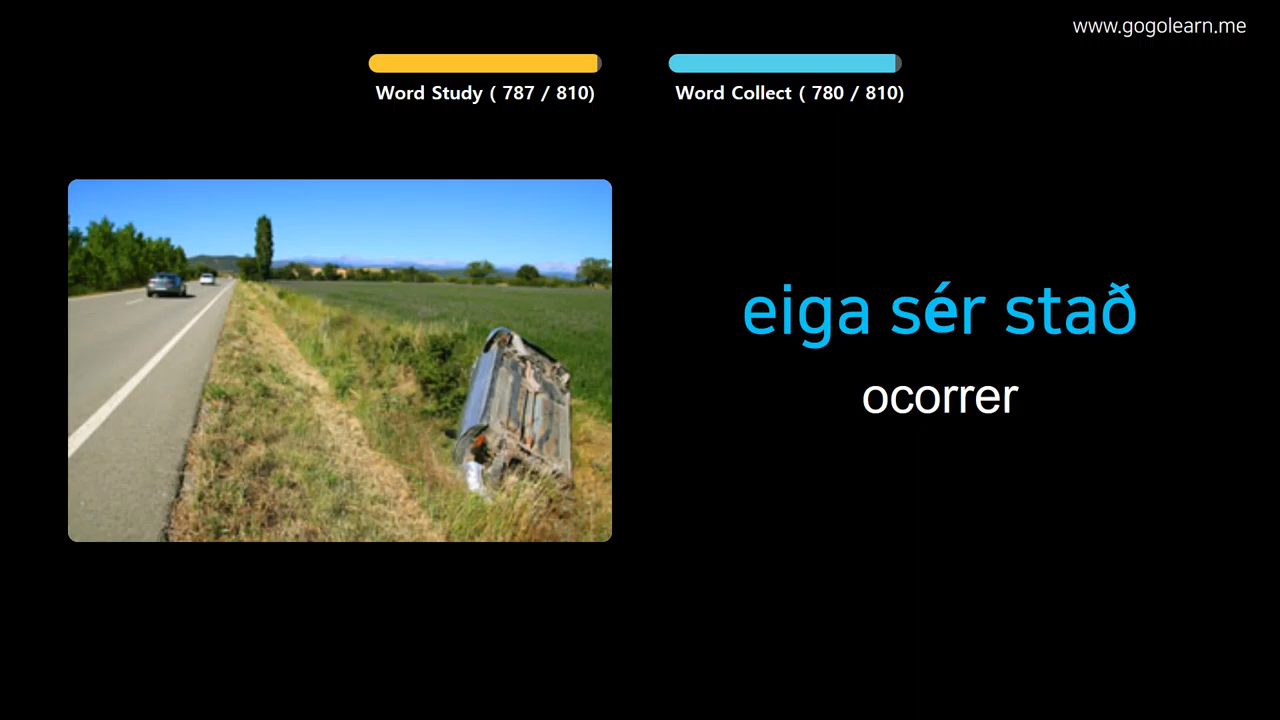 www.gogolearn.me
Word Study ( 787 / 810)
Word Collect ( 780 / 810)
eiga sér stað
ocorrer